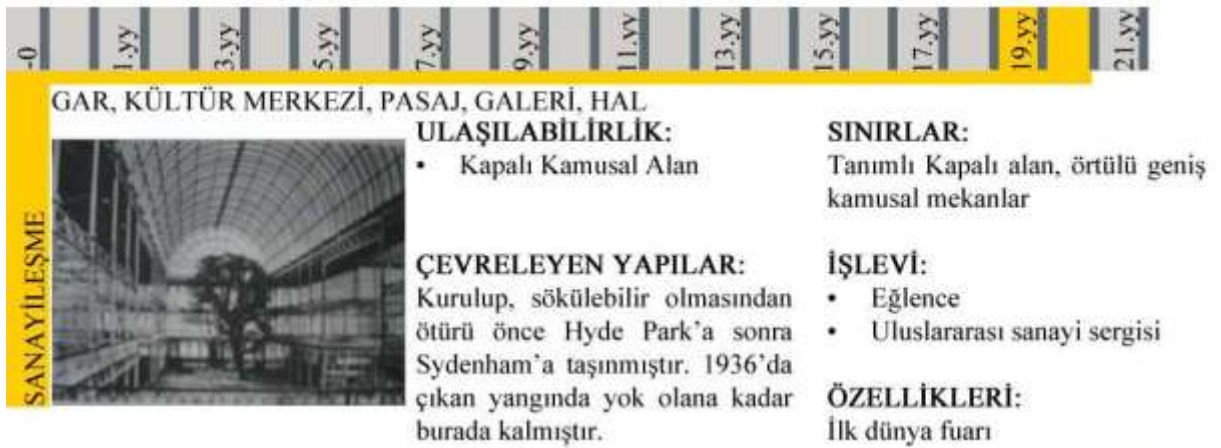 -0
1.yy
3.yy
5.yy
7.yy
9.yy
11.yy
13.yy
15.yy
17.yy
19.yy
21.yy
SANAYİLEŞME
GAR, KÜLTÜR MERKEZİ, PASAJ, GALERİ, HAL
ULAŞILABİLİRLİK:
• Kapalı Kamusal Alan
ÇEVRELEYEN YAPILAR:
Kurulup, sökülebilir olmasından
ötürü önce Hyde Park’a sonra
Sydenham’a taşınmıştır. 1936’da
çıkan yangında yok olana kadar
burada kalmıştır.
SINIRLAR:
Tanımlı Kapalı alan, örtülü geniş
kamusal mekanlar
İŞLEVİ:
• Eğlence
• Uluslararası sanayi sergisi
ÖZELLİKLERİ:
İlk dünya fuarı